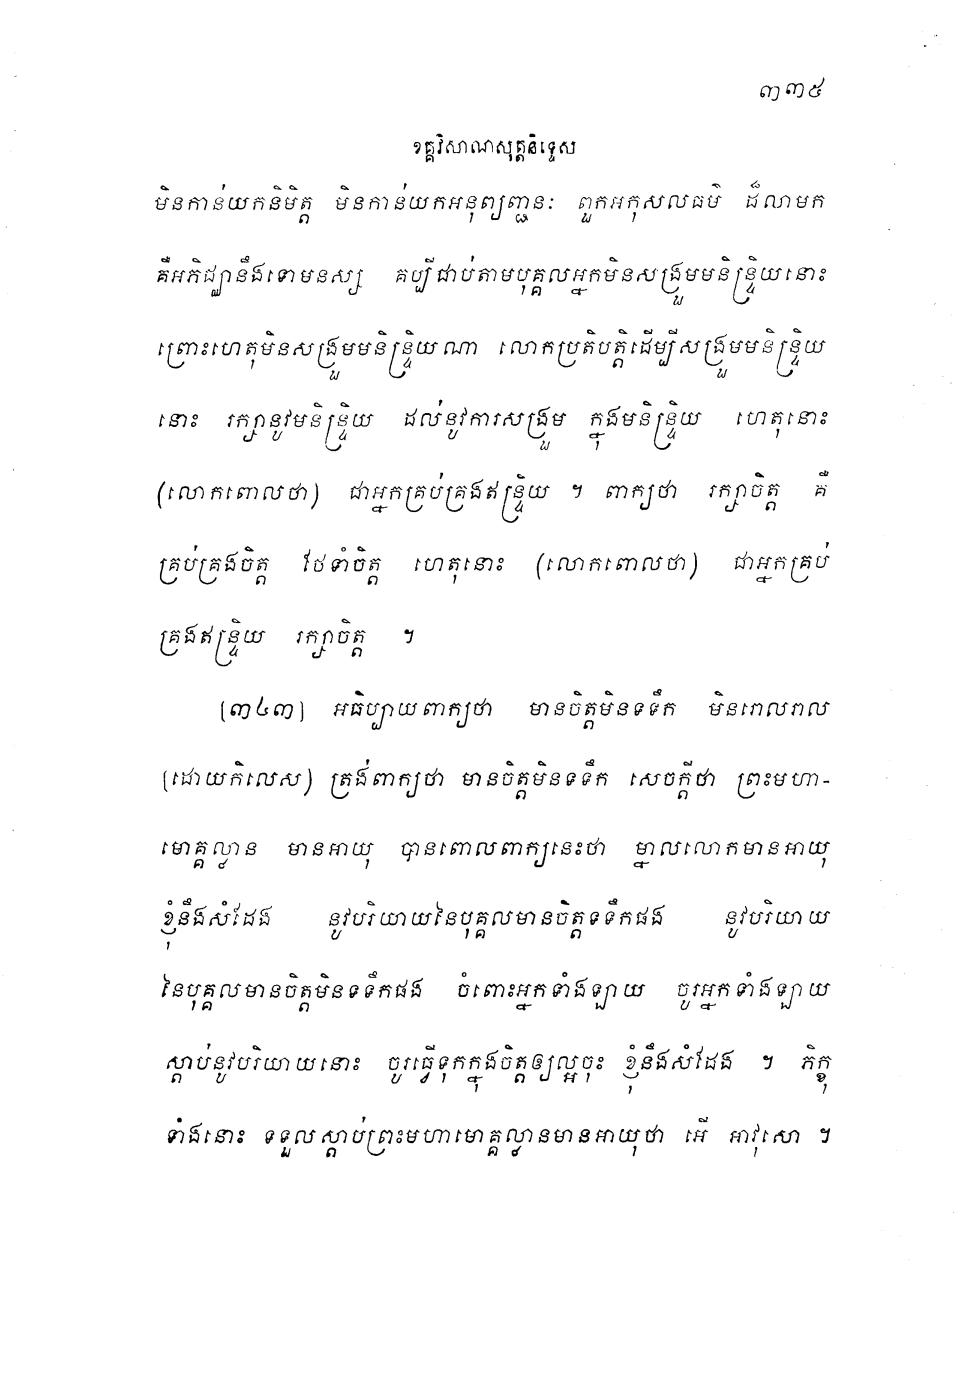 ៣៣៥
ខគ្គវិសាណសុត្តនិទ្ទេស
មិនកាន់យកនិមិត្ត មិនកាន់យកអនុព្យញ្ជនៈ ពួកអកុសលធម៌ ដ៏លាមក
គឺអភិជ្ឈានឹងទោមនស្ស គប្បីជាប់តាមបុគ្គលអ្នកមិនសង្រួមមនិន្ទ្រិយនោះ
ព្រោះហេតុមិនសង្រួមមនិន្ទ្រិយណា លោកប្រតិបត្តិដើម្បីសង្រួមមនិន្ទ្រិយ
នោះ រក្សានូវមនិន្ទ្រិយ ដល់នូវការសង្រួម ក្នុងមនិន្ទ្រិយ ហេតុនោះ
(លោកពោលថា) ជាអ្នកគ្រប់គ្រងឥន្ទ្រិយ ។ ពាក្យថា រក្សាចិត្ត គឺ
គ្រប់គ្រងចិត្ត ថែទាំចិត្ត ហេតុនោះ (លោកពោលថា) ជាអ្នកគ្រប់
គ្រងឥន្ទ្រិយ រក្សាចិត្ត ។
[៣៤៣] អធិប្បាយពាក្យថា មានចិត្តមិនទទឹក មិនរោលរាល
(ដោយកិលេស) ត្រង់ពាក្យថា មានចិត្តមិនទទឹក សេចក្តីថា ព្រះមហា-
មោគ្គល្លាន មានអាយុ បានពោលពាក្យនេះថា ម្នាលលោកមានអាយុ
ខ្ញុំនឹងសំដែង នូវបរិយាយនៃបុគ្គលមានចិត្តទទឹកផង នូវបរិយាយ
នៃបុគ្គលមានចិត្តមិនទទឹកផង ចំពោះអ្នកទាំងឡាយ ចូរអ្នកទាំងឡាយ
ស្តាប់នូវបរិយាយនោះ ចូរធ្វើទុកក្នុងចិត្តឲ្យល្អចុះ ខ្ញុំនឹងសំដែង ។ ភិក្ខុ
ទាំងនោះ ទទួលស្តាប់ព្រះមហាមោគ្គល្លានមានអាយុថា អើ អាវុសោ ។